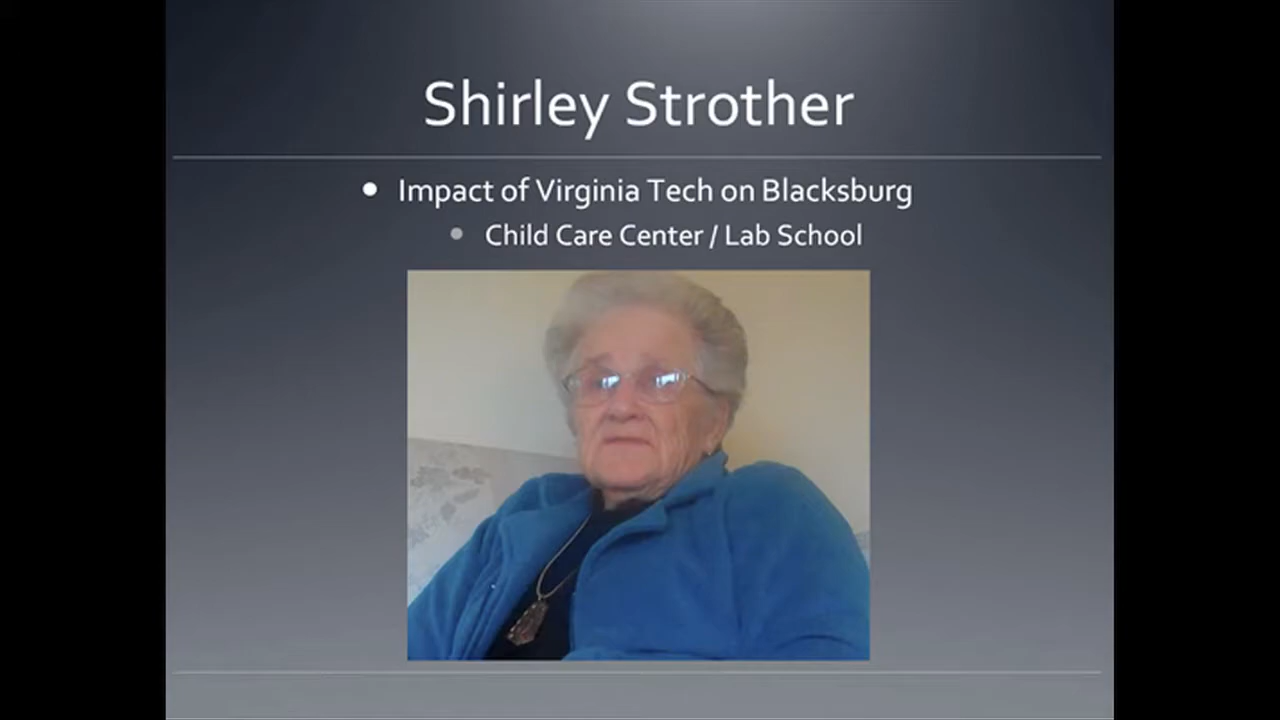 Shirley Strother
Impact of Virginia Tech on Blacksburg
Child Care Center / Lab School